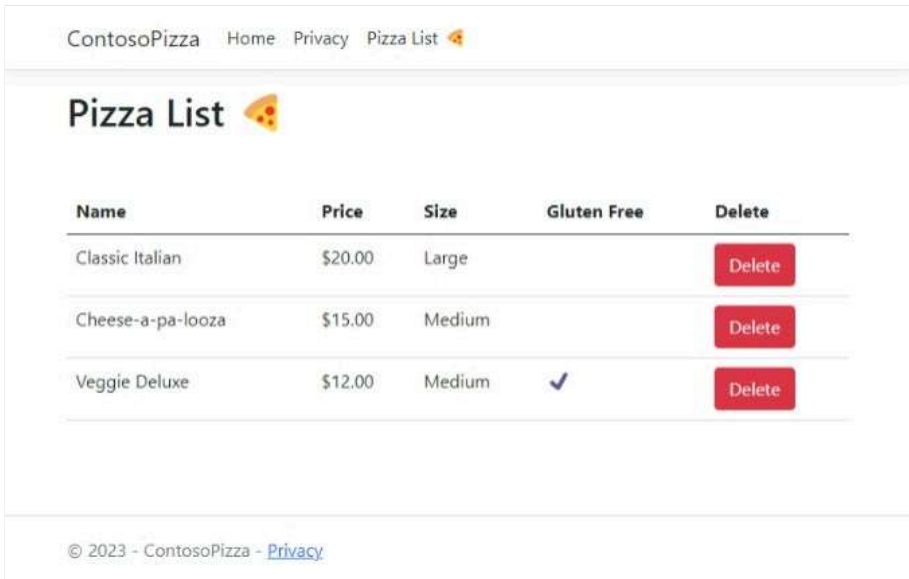 ContosoPizza Home Privacy Pizza List 🍕
Pizza List 🍕
Name Price Size Gluten Free Delete
Classic Italian $20.00 Large Delete
Cheese-a-pa-looza $15.00 Medium Delete
Veggie Deluxe $12.00 Medium ✔ Delete
© 2023 - ContosoPizza - Privacy